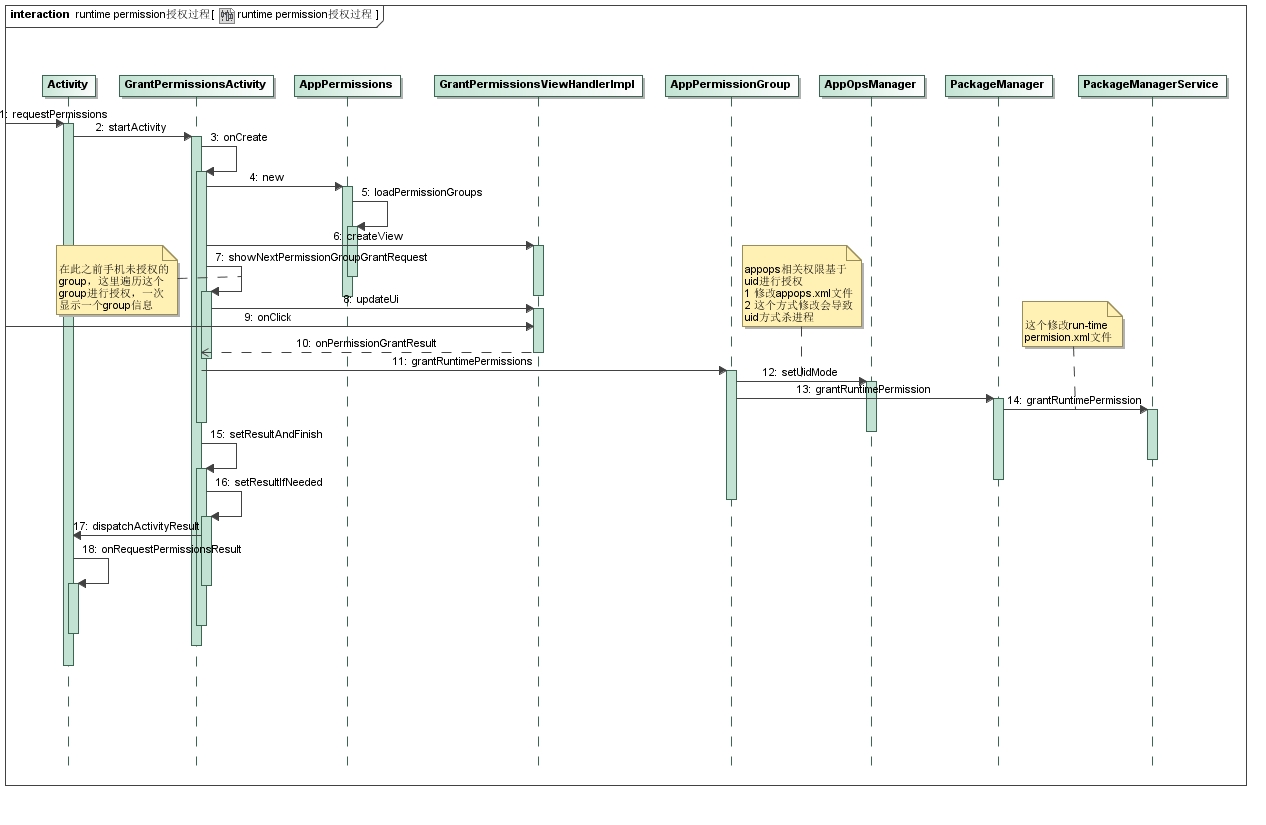 interaction runtime permission授权过程[ runtime permission授权过程 ]
Activity
GrantPermissionsActivity
AppPermissions
GrantPermissionsViewHandlerImpl
AppPermissionGroup
AppOpsManager
PackageManager
PackageManagerService
1: requestPermissions
2: startActivity
3: onCreate
4: new
5: loadPermissionGroups
6: createView
7: showNextPermissionGroupGrantRequest
在此之前手机未授权的
group，这里遍历这个
group进行授权，一次
显示一个group信息
appops相关权限基于
uid进行授权
1 修改appops.xml文件
2 这个方式修改会导致
uid方式杀进程
这个修改run-time
permision.xml文件
8: updateUi
9: onClick
10: onPermissionGrantResult
11: grantRuntimePermissions
12: setUidMode
13: grantRuntimePermission
14: grantRuntimePermission
15: setResultAndFinish
16: setResultIfNeeded
17: dispatchActivityResult
18: onRequestPermissionsResult